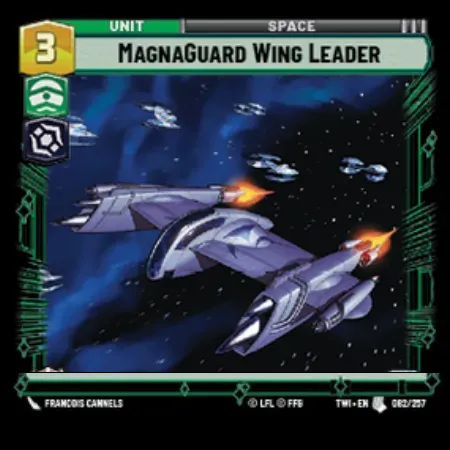 UNIT SPACE
3 MAGNAGUARD WING LEADER
FRANCOIS CANNELS © LFL © FFG TWI • EN 082/257